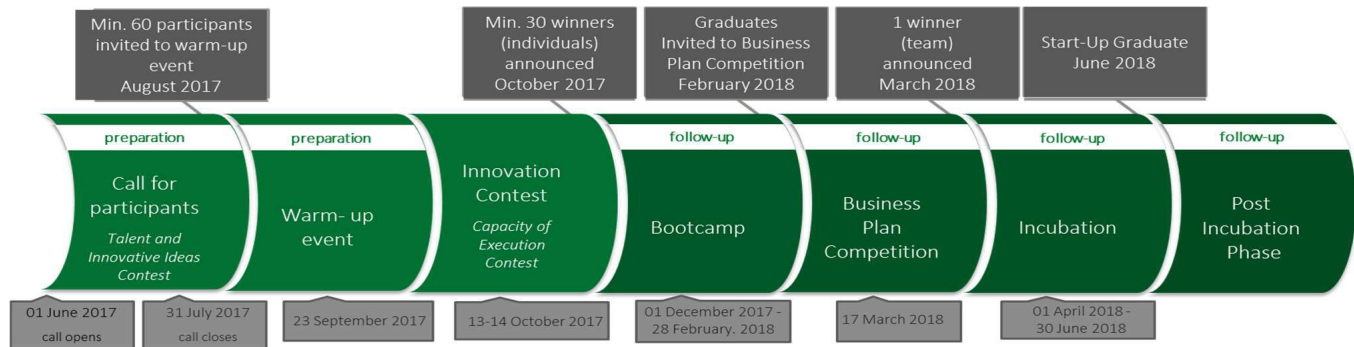 Min. 60 participants
invited to warm-up
event
August 2017
Min. 30 winners
(individuals)
announced
October 2017
Graduates
Invited to Business
Plan Competition
February 2018
1 winner
(team)
announced
March 2018
Start-Up Graduate
June 2018
preparation
Call for
participants
Talent and
Innovative Ideas
Contest
preparation
Warm- up
event
Innovation
Contest
Capacity of
Execution
Contest
follow-up
Bootcamp
follow-up
Business
Plan
Competition
follow-up
Incubation
follow-up
Post
Incubation
Phase
01 June 2017
call opens
31 July 2017
call closes
23 September 2017
13-14 October 2017
01 December 2017 -
28 February. 2018
17 March 2018
01 April 2018 -
30 June 2018